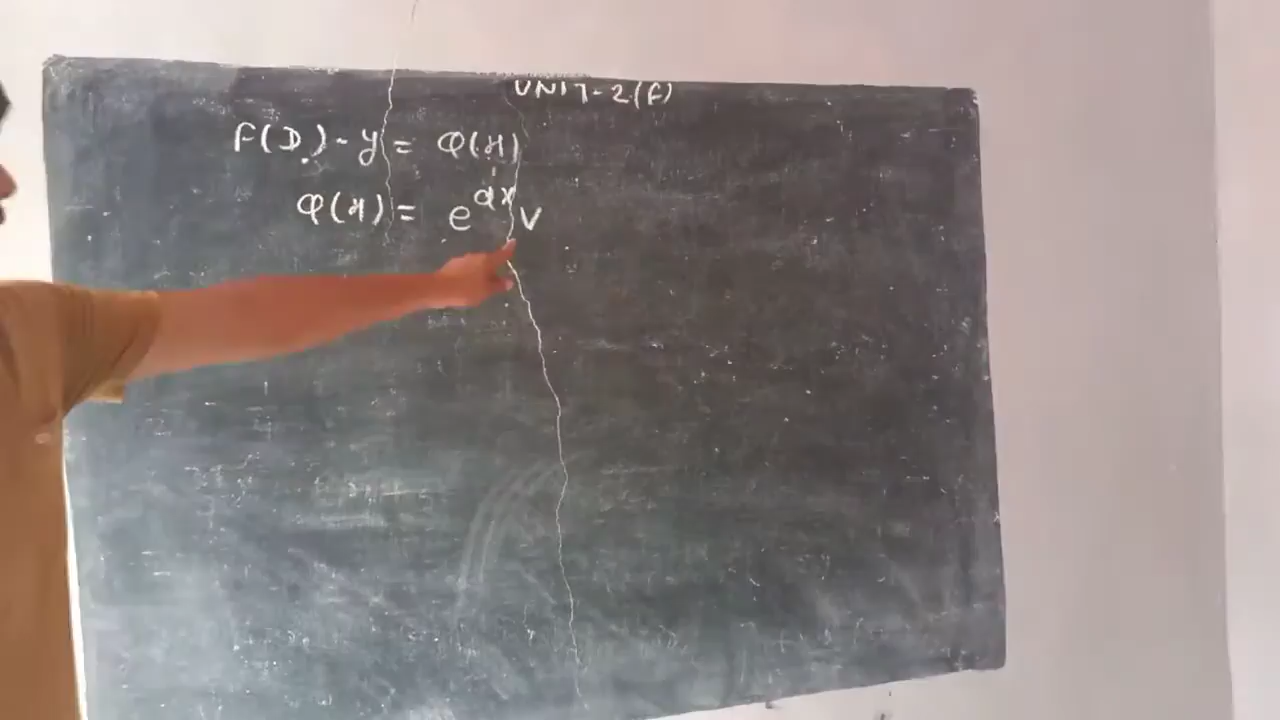 UNIT-2(F)
F(D).y = Q(x)
Q(x) = e^{ax} v